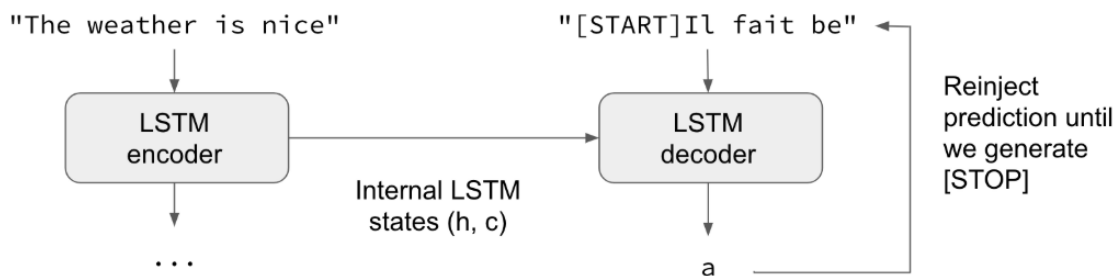 "The weather is nice"
"[START]Il fait be"
LSTM
encoder
LSTM
decoder
Internal LSTM
states (h, c)
Reinject
prediction until
we generate
[STOP]
...
a